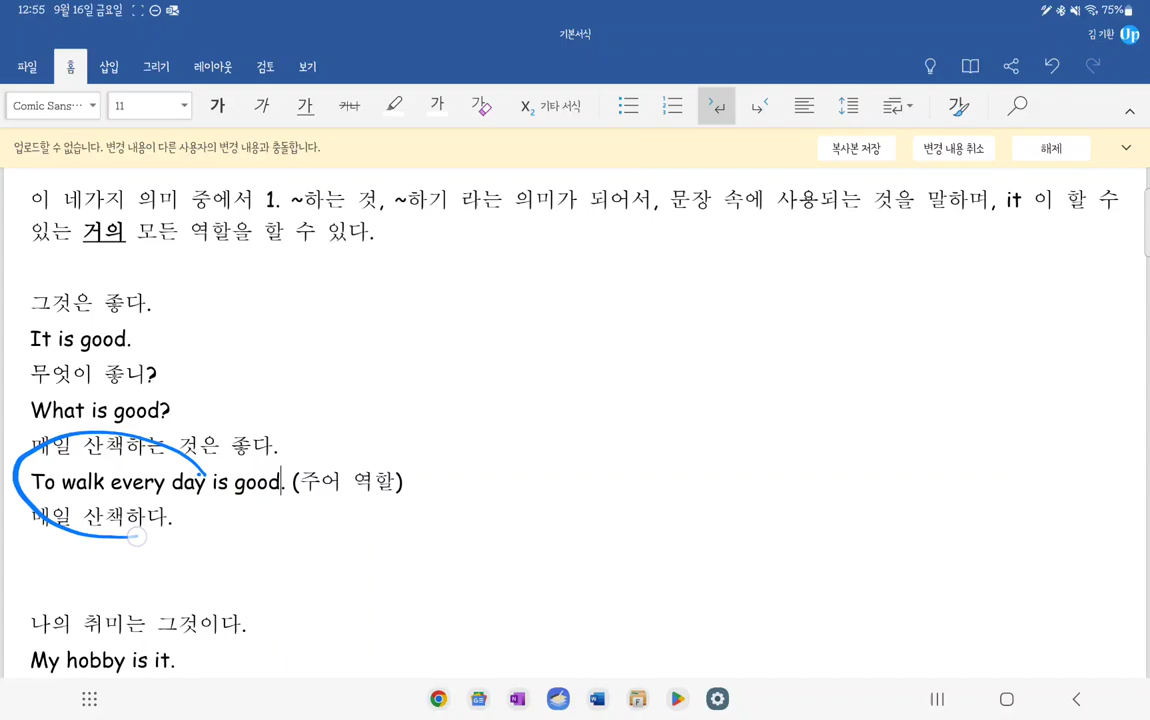 12:55 9월 16일 금요일
75%
기본서식
김 기환 Up
파일 홈 삽입 그리기 레이아웃 검토 보기
Comic Sans··· 11 가 가 가 가나 가 가 X₂ 기타 서식
업로드할 수 없습니다. 변경 내용이 다른 사용자의 변경 내용과 충돌합니다. 복사본 저장 변경 내용 취소 해제
이 네가지 의미 중에서 1. ~하는 것, ~하기 라는 의미가 되어서, 문장 속에 사용되는 것을 말하며, it 이 할 수
있는 거의 모든 역할을 할 수 있다.
그것은 좋다.
It is good.
무엇이 좋니?
What is good?
매일 산책하는 것은 좋다.
To walk every day is good. (주어 역할)
매일 산책하다.
나의 취미는 그것이다.
My hobby is it.